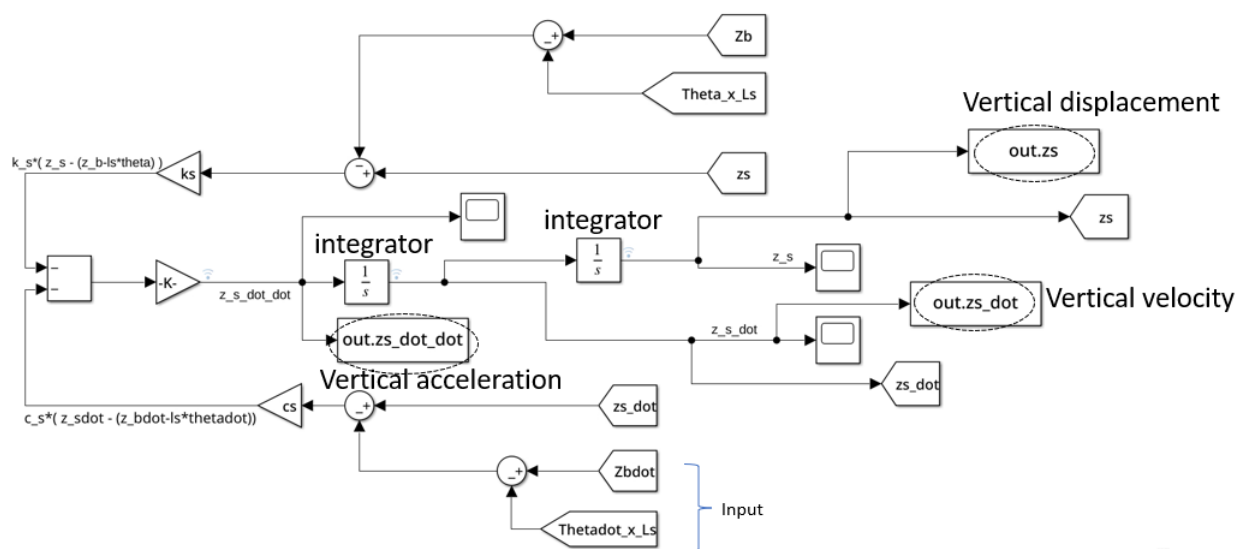 Zb
Theta_x_Ls
Vertical displacement
out.zs
k_s*( z_s - (z_b-ls*theta) )
ks
zs
integrator
integrator
zs
1
s
1
s
z_s
-K-
z_s_dot_dot
out.zs_dot
Vertical velocity
out.zs_dot_dot
z_s_dot
Vertical acceleration
zs_dot
cs
zs_dot
c_s*( z_sdot - (z_bdot-ls*thetadot))
Zbdot
Input
Thetadot_x_Ls